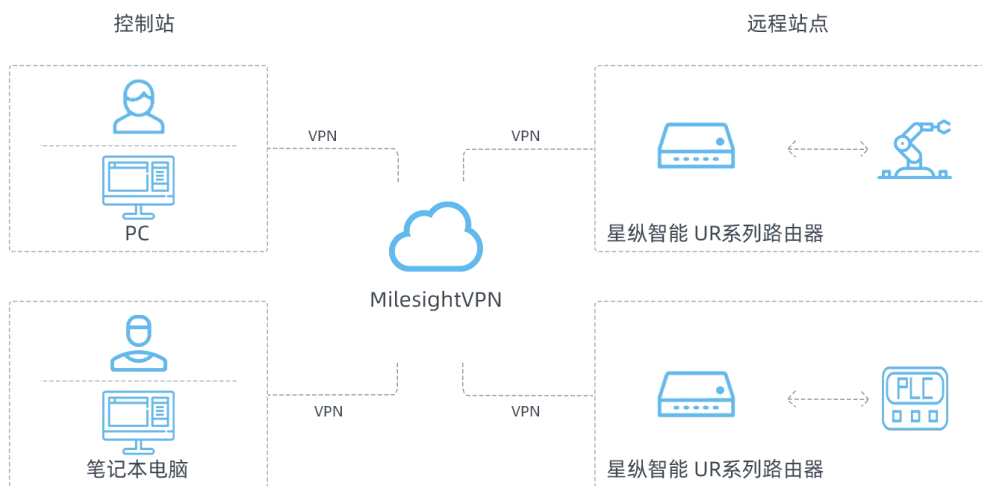 控制站
远程站点
VPN
VPN
PC
星纵智能 UR系列路由器
MilesightVPN
PLC
VPN
VPN
笔记本电脑
星纵智能 UR系列路由器